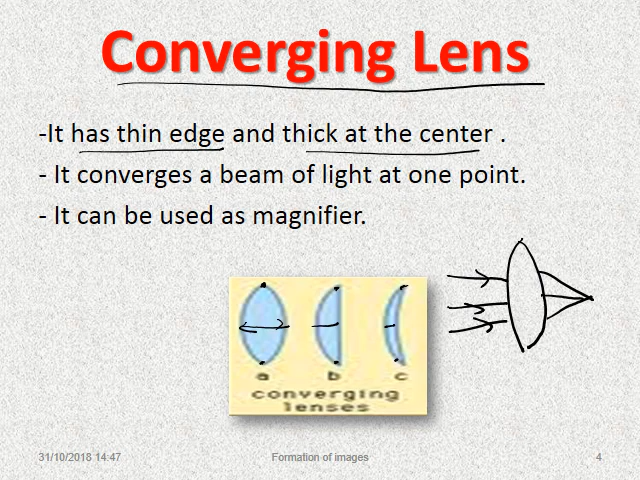 Converging Lens
-It has thin edge and thick at the center .
- It converges a beam of light at one point.
- It can be used as magnifier.
a b c
converging
lenses
31/10/2018 14:47 Formation of images 4